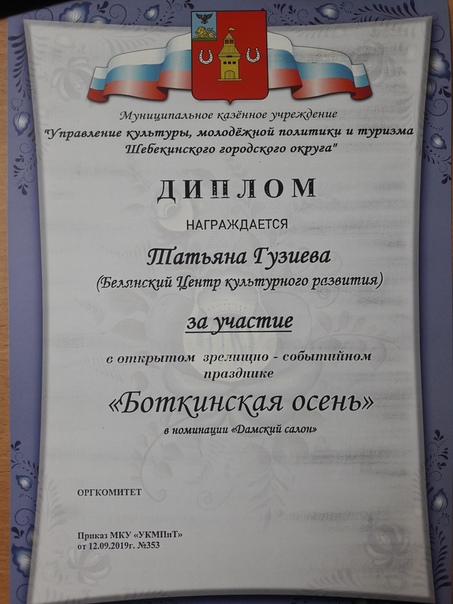 Муниципальное казённое учреждение
"Управление культуры, молодёжной политики и туризма
Шебекинского городского округа"
ДИПЛОМ
НАГРАЖДАЕТСЯ
Татьяна Гузиева
(Белянский Центр культурного развития)
за участие
в открытом зрелищно - событийном
празднике
«Боткинская осень»
в номинации «Дамский салон»
ОРГКОМИТЕТ
Приказ МКУ «УКМПиТ»
от 12.09.2019г. №353